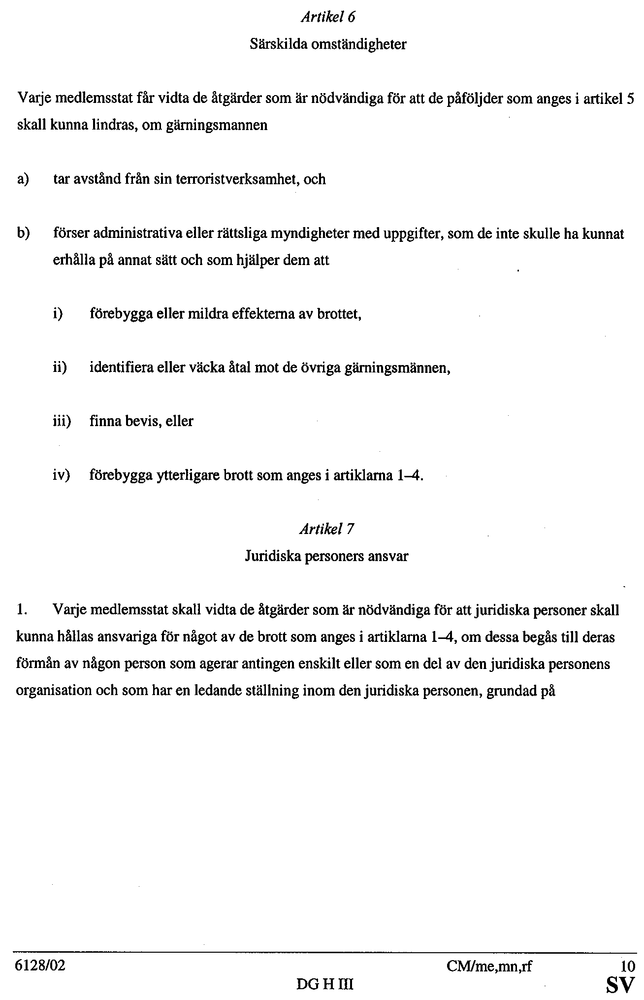 Artikel 6
Särskilda omständigheter
Varje medlemsstat får vidta de åtgärder som är nödvändiga för att de påföljder som anges i artikel 5
skall kunna lindras, om gärningsmannen
a) tar avstånd från sin terroristverksamhet, och
b) förser administrativa eller rättsliga myndigheter med uppgifter, som de inte skulle ha kunnat
erhålla på annat sätt och som hjälper dem att
i) förebygga eller mildra effekterna av brottet,
ii) identifiera eller väcka åtal mot de övriga gärningsmännen,
iii) finna bevis, eller
iv) förebygga ytterligare brott som anges i artiklarna 1–4.
Artikel 7
Juridiska personers ansvar
1. Varje medlemsstat skall vidta de åtgärder som är nödvändiga för att juridiska personer skall
kunna hållas ansvariga för något av de brott som anges i artiklarna 1–4, om dessa begås till deras
förmån av någon person som agerar antingen enskilt eller som en del av den juridiska personens
organisation och som har en ledande ställning inom den juridiska personen, grundad på
6128/02 CM/me,mn,rf 10
DG H III SV